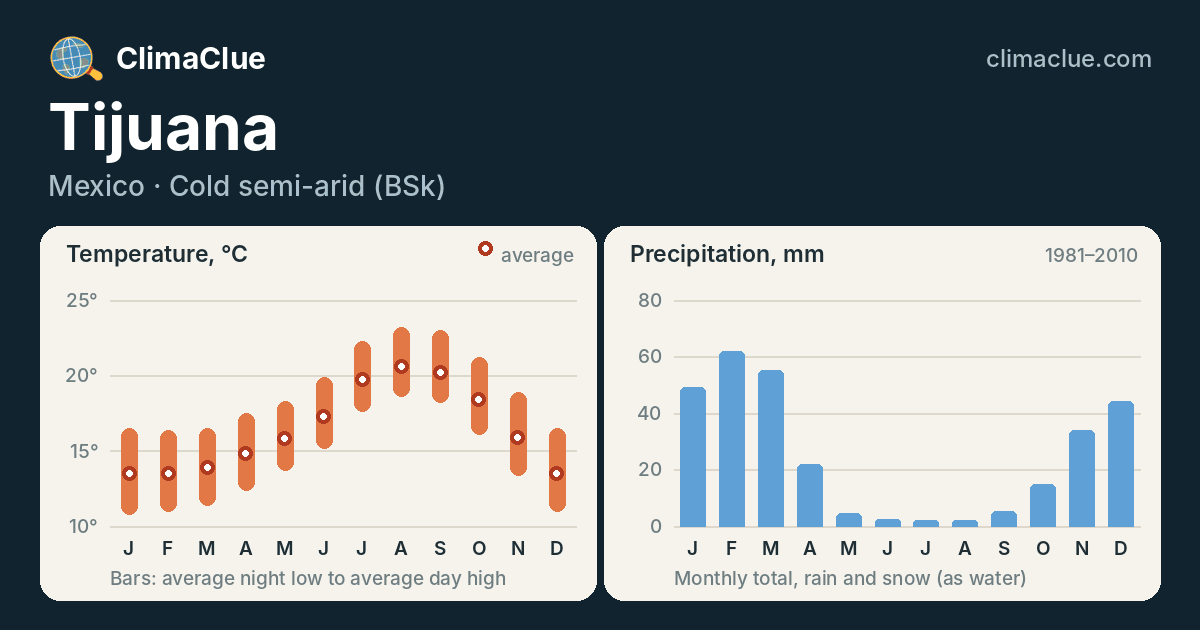 ClimaClue
climaclue.com
Tijuana
Mexico · Cold semi-arid (BSk)
Temperature, °C
average
25°
20°
15°
10°
J F M A M J J A S O N D
Bars: average night low to average day high
Precipitation, mm
1981–2010
80
60
40
20
0
J F M A M J J A S O N D
Monthly total, rain and snow (as water)